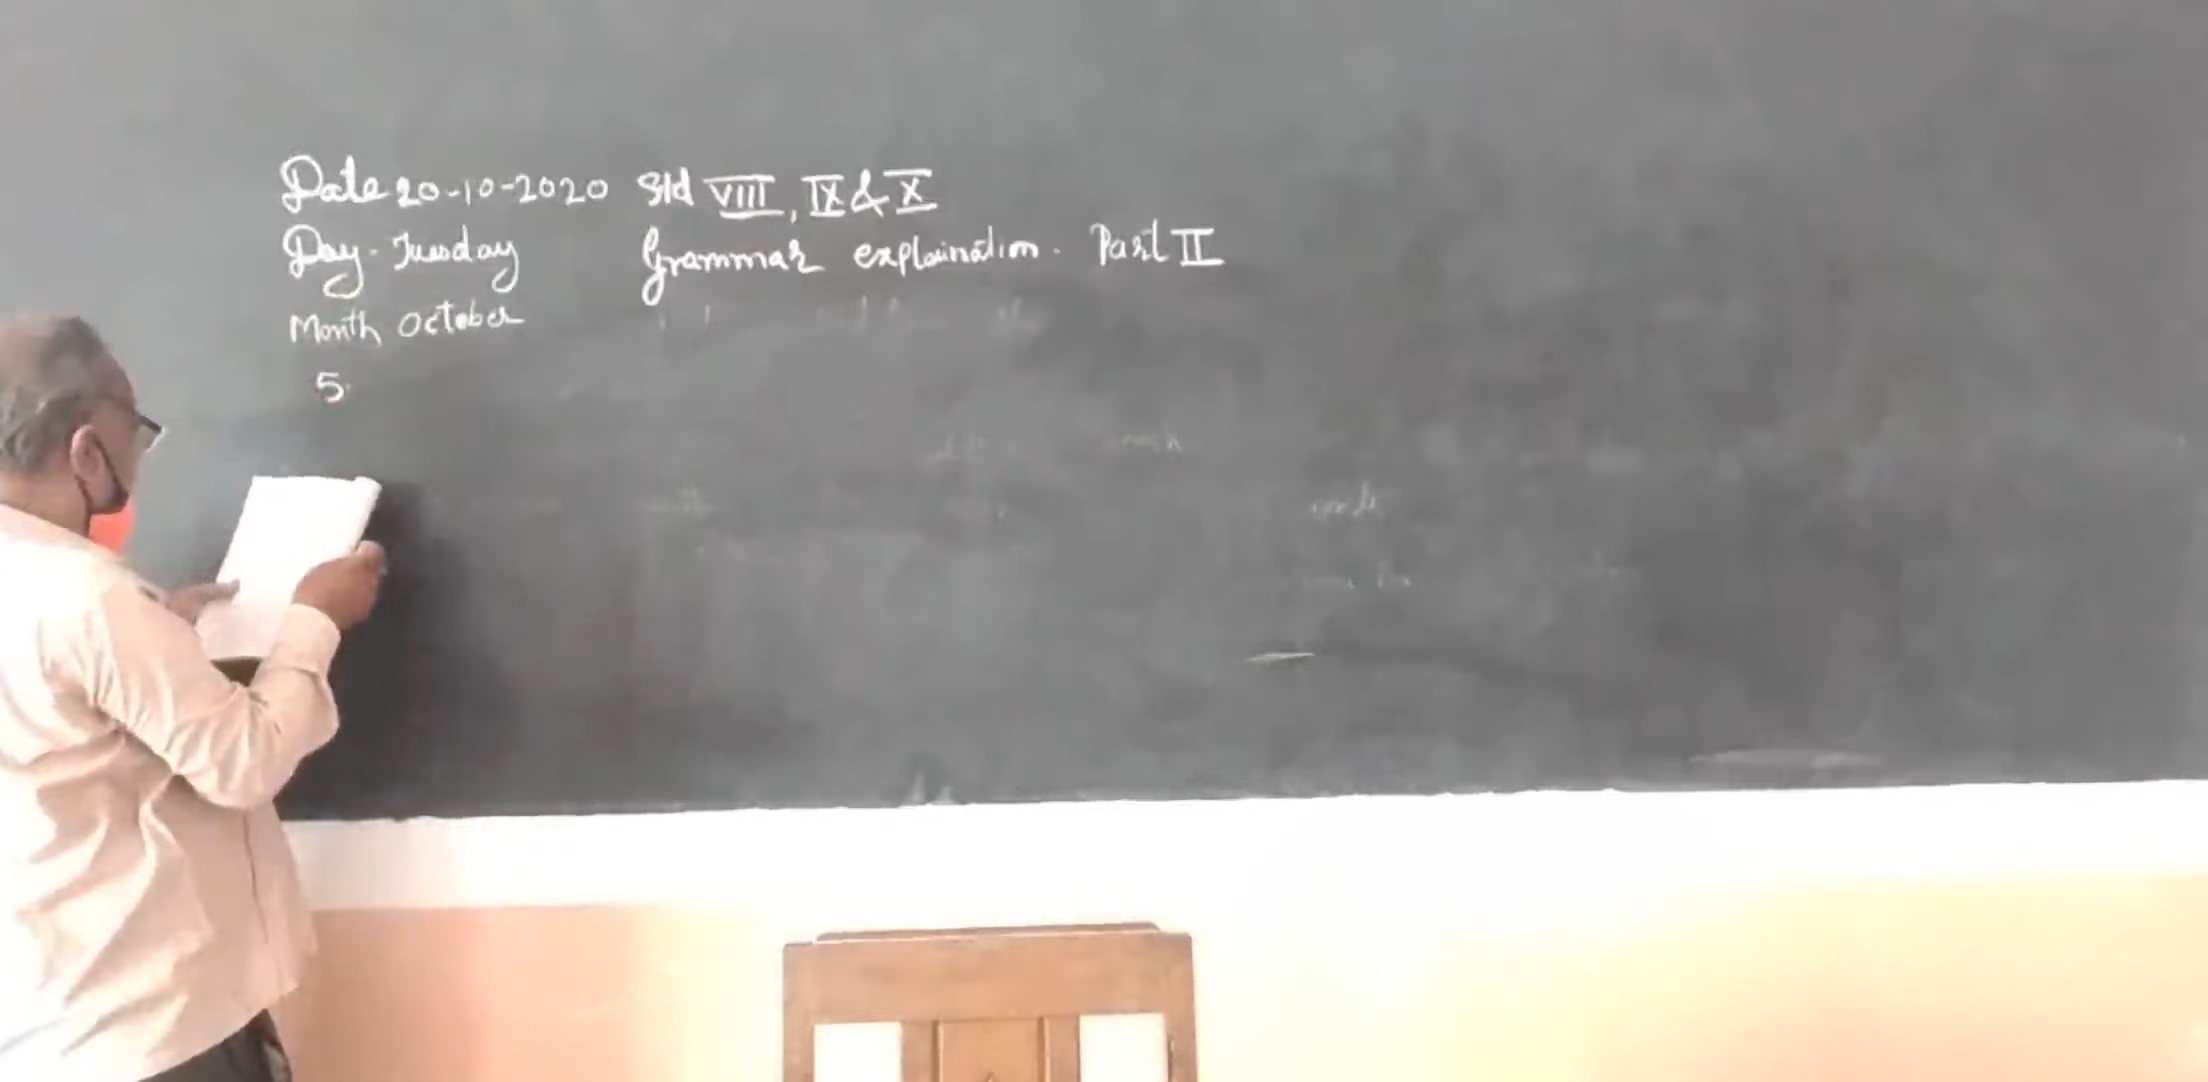 Date 20-10-2020 Std VIII, IX & X
Day - Tuesday Grammar explaination. Part II
Month October
5.